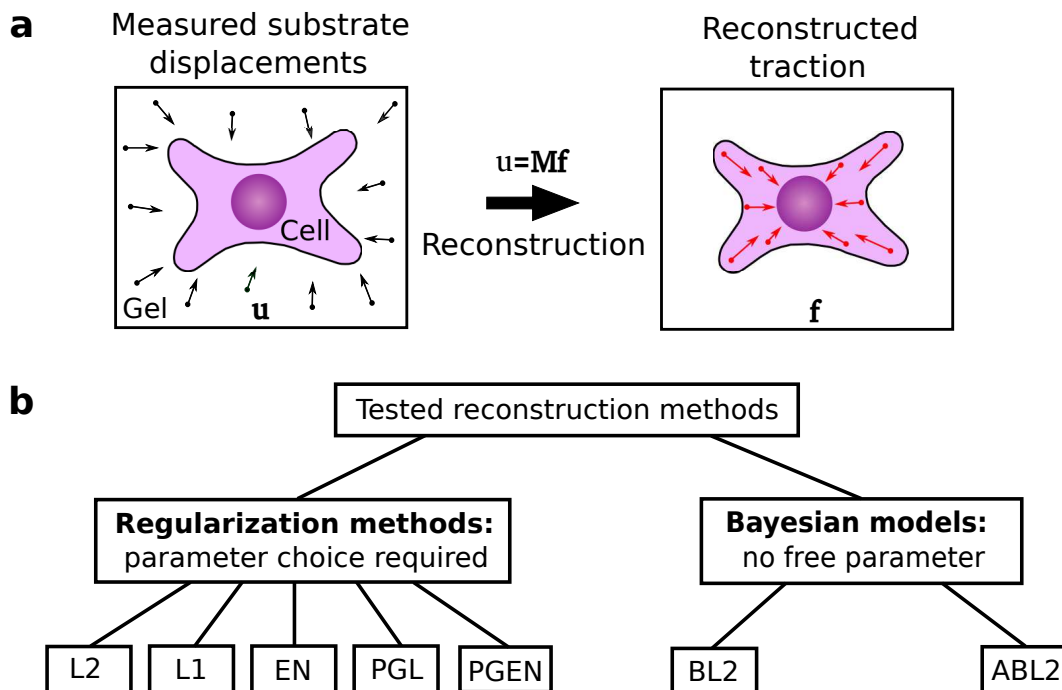 a
Measured substrate
displacements
Cell
Gel
u
u=Mf
Reconstruction
Reconstructed
traction
f
b
Tested reconstruction methods
Regularization methods:
parameter choice required
Bayesian models:
no free parameter
L2
L1
EN
PGL
PGEN
BL2
ABL2